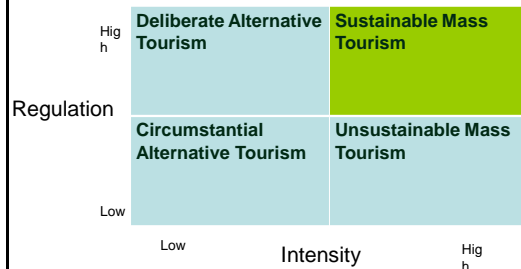 Hig
h
Deliberate Alternative
Tourism
Sustainable Mass
Tourism
Regulation
Circumstantial
Alternative Tourism
Unsustainable Mass
Tourism
Low
Low
Intensity
Hig
h